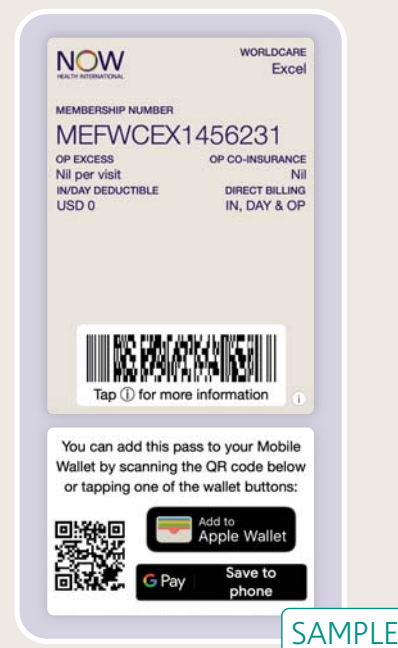 NOW
HEALTH INTERNATIONAL
WORLDCARE
Excel
MEMBERSHIP NUMBER
MEFWCEX1456231
OP EXCESS
Nil per visit
OP CO-INSURANCE
Nil
IN/DAY DEDUCTIBLE
USD 0
DIRECT BILLING
IN, DAY & OP
Tap ⓘ for more information
ⓘ
You can add this pass to your Mobile
Wallet by scanning the QR code below
or tapping one of the wallet buttons:
Add to
Apple Wallet
G Pay
Save to
phone
SAMPLE